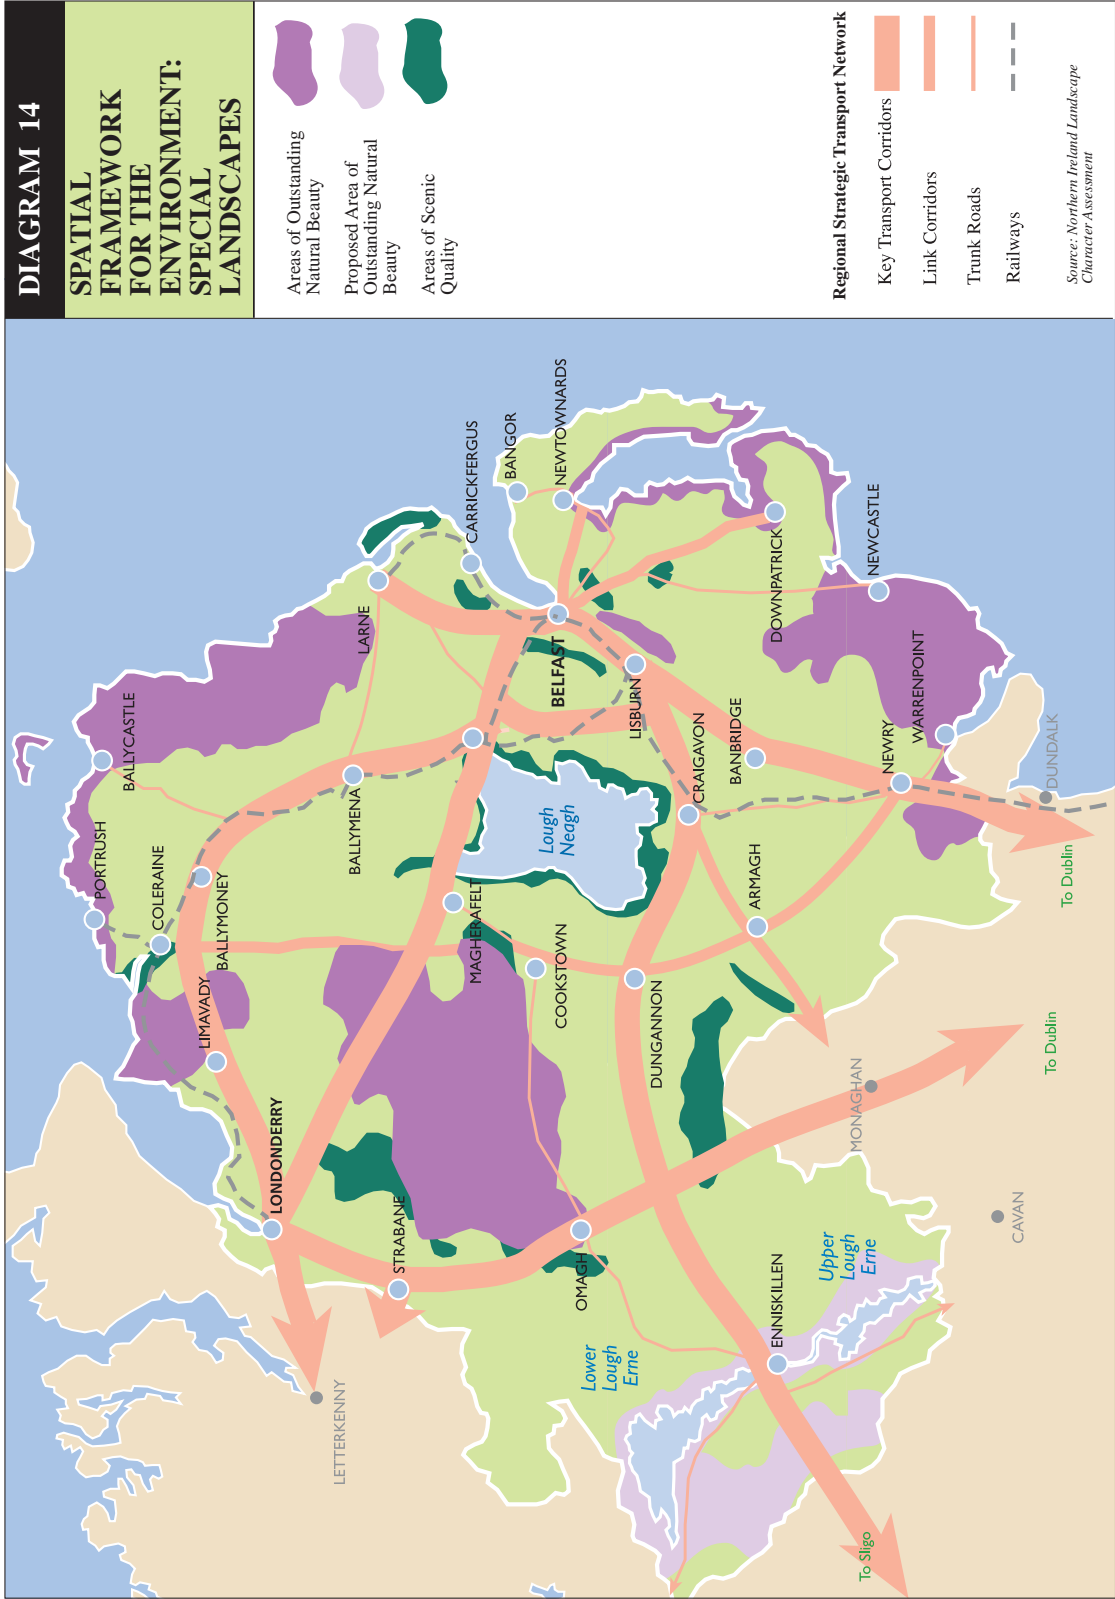 DIAGRAM 14
SPATIAL
FRAMEWORK
FOR THE
ENVIRONMENT:
SPECIAL
LANDSCAPES
Areas of Outstanding
Natural Beauty
Proposed Area of
Outstanding Natural
Beauty
Areas of Scenic
Quality
Regional Strategic Transport Network
Key Transport Corridors
Link Corridors
Trunk Roads
Railways
Source: Northern Ireland Landscape
Character Assessment
PORTRUSH
BALLYCASTLE
COLERAINE
LIMAVADY
BALLYMONEY
LONDONDERRY
LETTERKENNY
BALLYMENA
LARNE
STRABANE
MAGHERAFELT
CARRICKFERGUS
BANGOR
NEWTOWNARDS
BELFAST
Lough
Neagh
COOKSTOWN
OMAGH
Lower
Lough
Erne
LISBURN
DUNGANNON
CRAIGAVON
BANBRIDGE
ARMAGH
DOWNPATRICK
ENNISKILLEN
Upper
Lough
Erne
NEWCASTLE
NEWRY
WARRENPOINT
MONAGHAN
To Sligo
CAVAN
DUNDALK
To Dublin
To Dublin